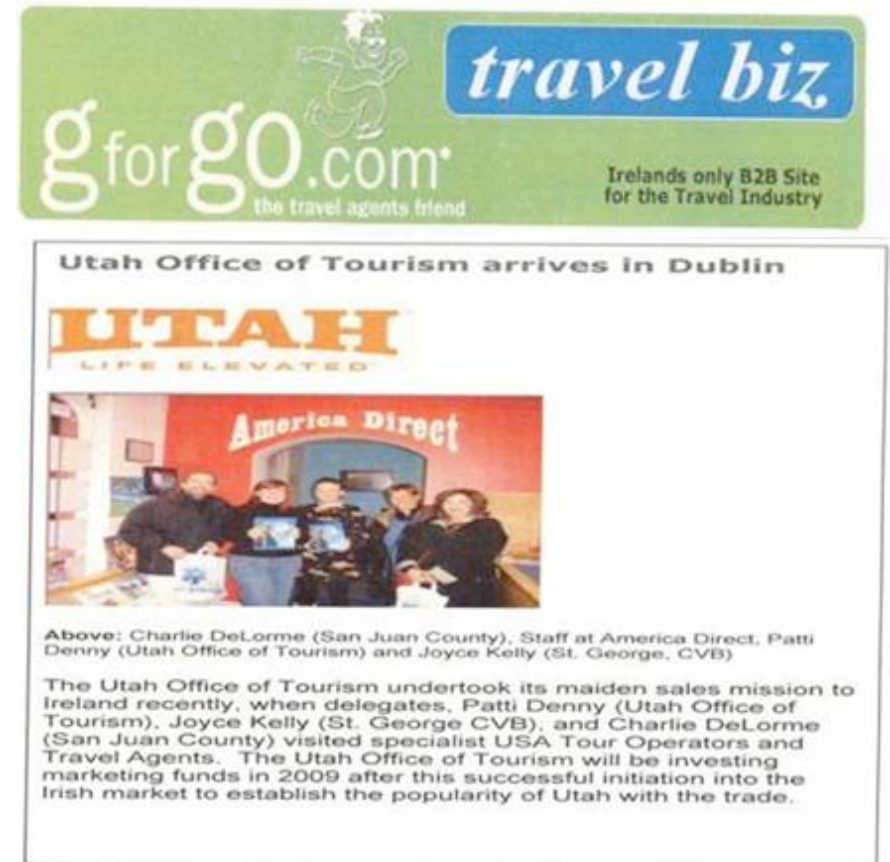 travel biz
gforgo.com
the travel agents friend
Irelands only B2B Site
for the Travel Industry
Utah Office of Tourism arrives in Dublin
UTAH
LIFE ELEVATED
America Direct
Above: Charlie DeLorme (San Juan County), Staff at America Direct, Patti
Denny (Utah Office of Tourism) and Joyce Kelly (St. George, CVB)
The Utah Office of Tourism undertook its maiden sales mission to
Ireland recently, when delegates, Patti Denny (Utah Office of
Tourism), Joyce Kelly (St. George CVB), and Charlie DeLorme
(San Juan County) visited specialist USA Tour Operators and
Travel Agents. The Utah Office of Tourism will be investing
marketing funds in 2009 after this successful initiation into the
Irish market to establish the popularity of Utah with the trade.